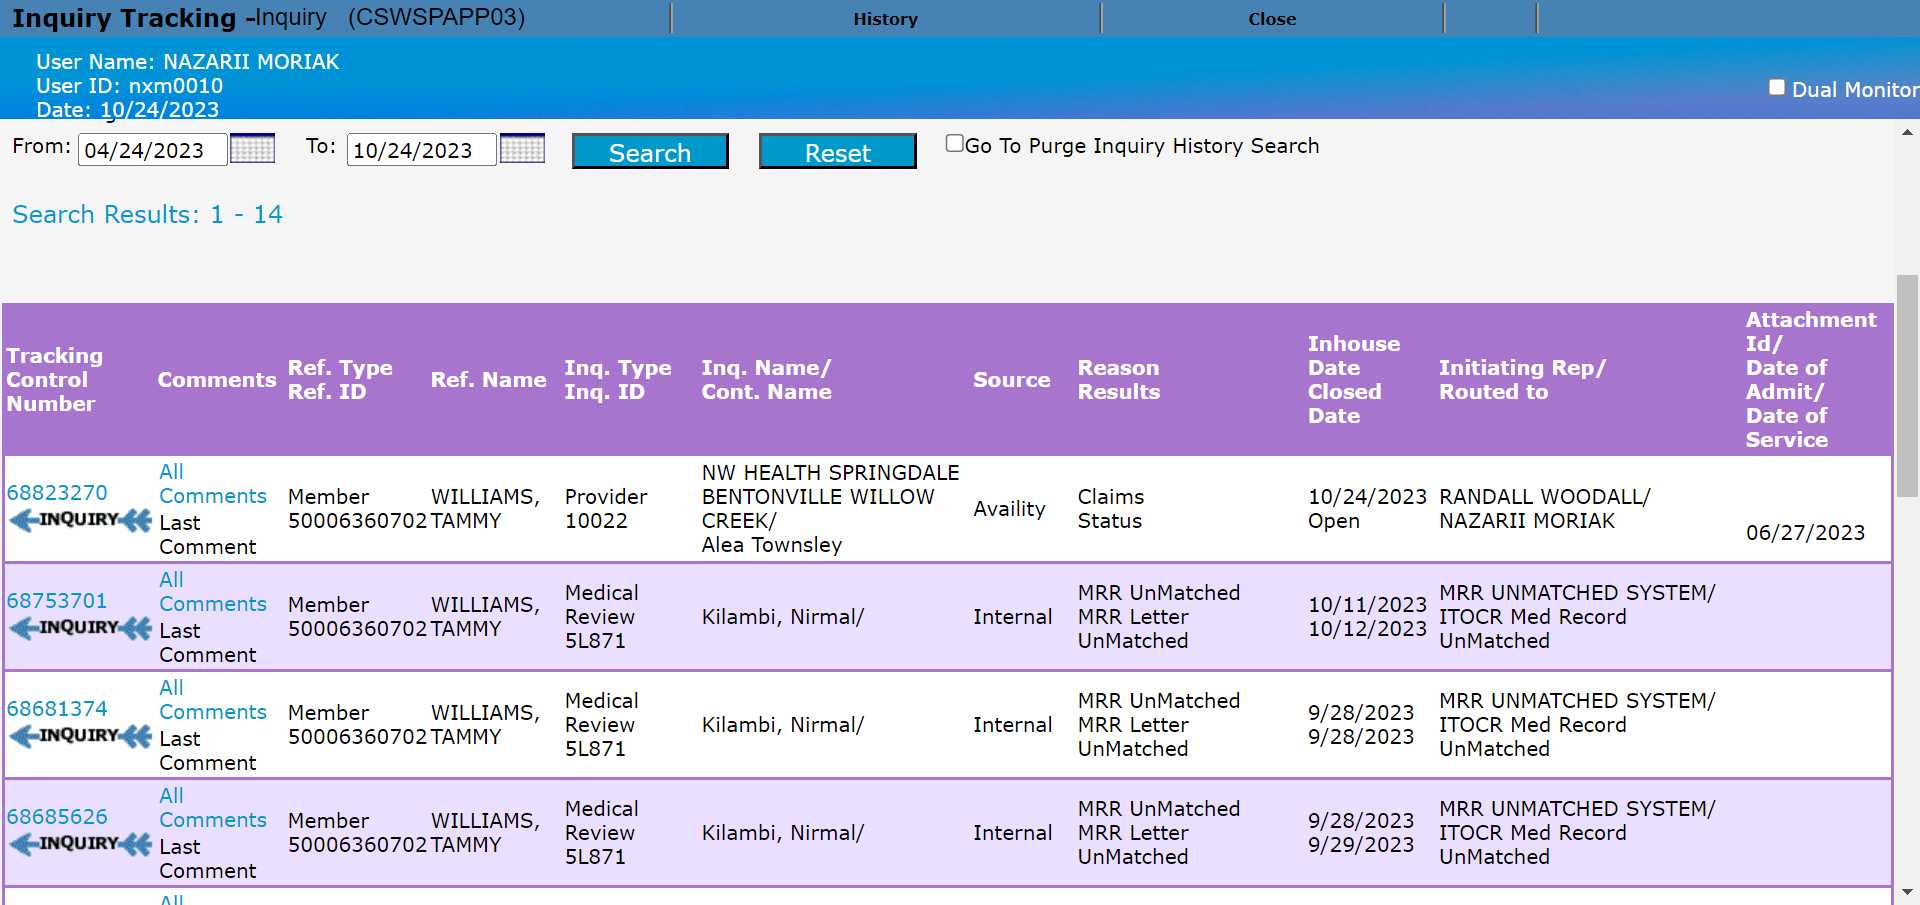 Inquiry Tracking -Inquiry (CSWSPAPP03)
History
Close
User Name: NAZARII MORIAK
User ID: nxm0010
Date: 10/24/2023
Dual Monitor
From: 04/24/2023
To: 10/24/2023
Search
Reset
Go To Purge Inquiry History Search
Search Results: 1 - 14
Tracking
Control
Number
Comments
Ref. Type
Ref. ID
Ref. Name
Inq. Type
Inq. ID
Inq. Name/
Cont. Name
Source
Reason
Results
Inhouse
Date
Closed
Date
Initiating Rep/
Routed to
Attachment
Id/
Date of
Admit/
Date of
Service
68823270
INQUIRY
All
Comments
Last
Comment
Member
50006360702
WILLIAMS,
TAMMY
Provider
10022
NW HEALTH SPRINGDALE
BENTONVILLE WILLOW
CREEK/
Alea Townsley
Availity
Claims
Status
10/24/2023
Open
RANDALL WOODALL/
NAZARII MORIAK
06/27/2023
68753701
INQUIRY
All
Comments
Last
Comment
Member
50006360702
WILLIAMS,
TAMMY
Medical
Review
5L871
Kilambi, Nirmal/
Internal
MRR UnMatched
MRR Letter
UnMatched
10/11/2023
10/12/2023
MRR UNMATCHED SYSTEM/
ITOCR Med Record
UnMatched
68681374
INQUIRY
All
Comments
Last
Comment
Member
50006360702
WILLIAMS,
TAMMY
Medical
Review
5L871
Kilambi, Nirmal/
Internal
MRR UnMatched
MRR Letter
UnMatched
9/28/2023
9/28/2023
MRR UNMATCHED SYSTEM/
ITOCR Med Record
UnMatched
68685626
INQUIRY
All
Comments
Last
Comment
Member
50006360702
WILLIAMS,
TAMMY
Medical
Review
5L871
Kilambi, Nirmal/
Internal
MRR UnMatched
MRR Letter
UnMatched
9/28/2023
9/29/2023
MRR UNMATCHED SYSTEM/
ITOCR Med Record
UnMatched
All